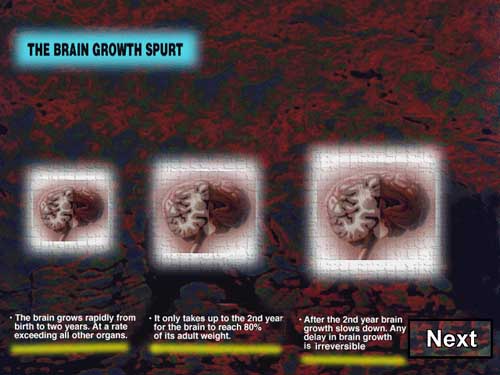 THE BRAIN GROWTH SPURT
· The brain grows rapidly from
birth to two years. At a rate
exceeding all other organs.
· It only takes up to the 2nd year
for the brain to reach 80%
of its adult weight.
· After the 2nd year brain
growth slows down. Any
delay in brain growth
is irreversible
Next